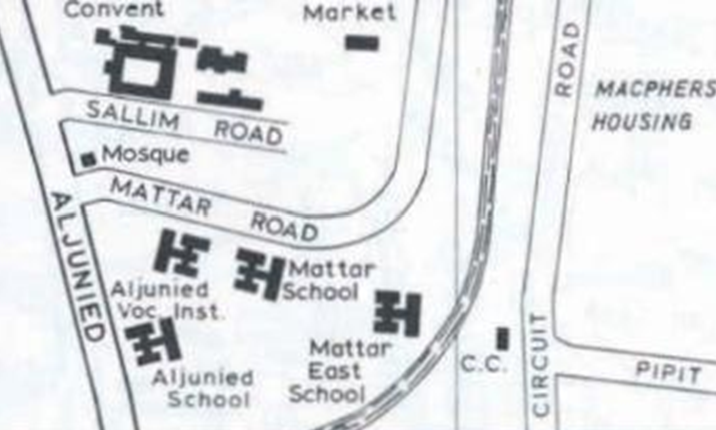 Convent
Market
ROAD
MACPHERS
HOUSING
SALLIM ROAD
Mosque
MATTAR ROAD
ALJUNIED
Mattar
School
Aljunied
Voc. Inst.
Mattar
East
School
Aljunied
School
C.C.
CIRCUIT
PIPIT